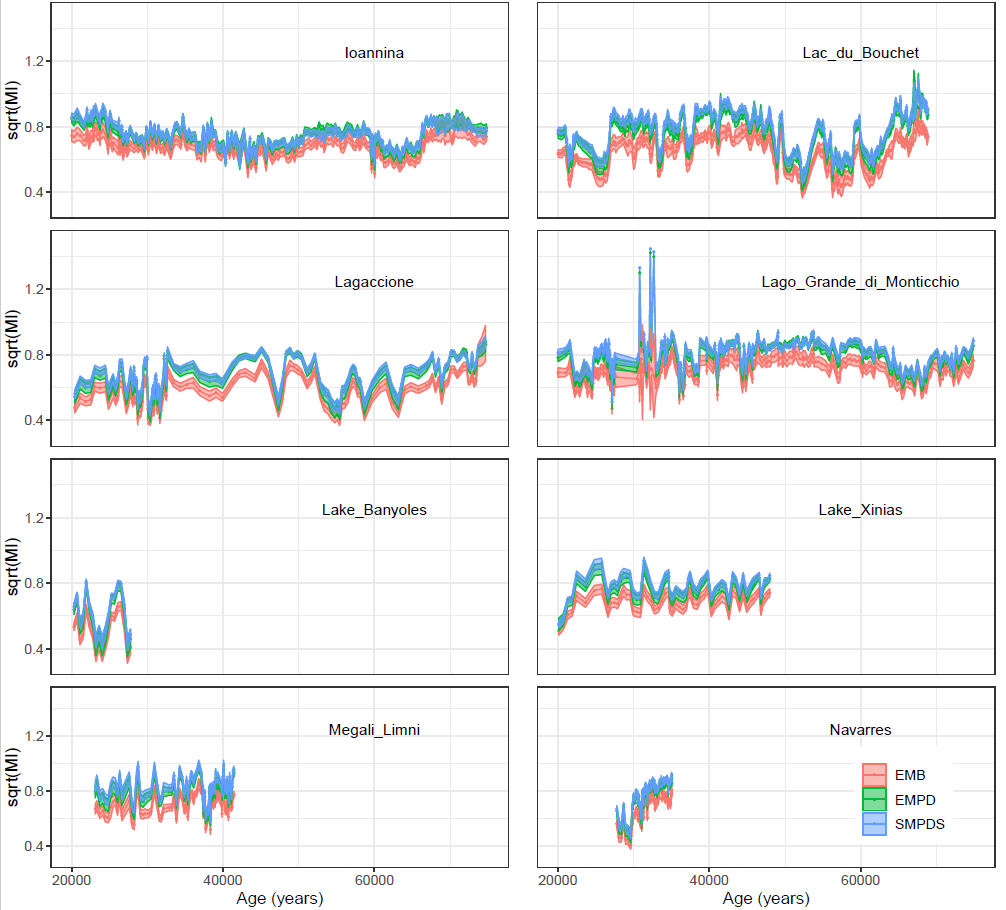 Ioannina
Lac_du_Bouchet
sqrt(MI)
1.2
0.8
0.4
Lagaccione
Lago_Grande_di_Monticchio
sqrt(MI)
1.2
0.8
0.4
Lake_Banyoles
Lake_Xinias
sqrt(MI)
1.2
0.8
0.4
Megali_Limni
Navarres
sqrt(MI)
1.2
0.8
0.4
EMB
EMPD
SMPDS
20000 40000 60000 20000 40000 60000
Age (years) Age (years)